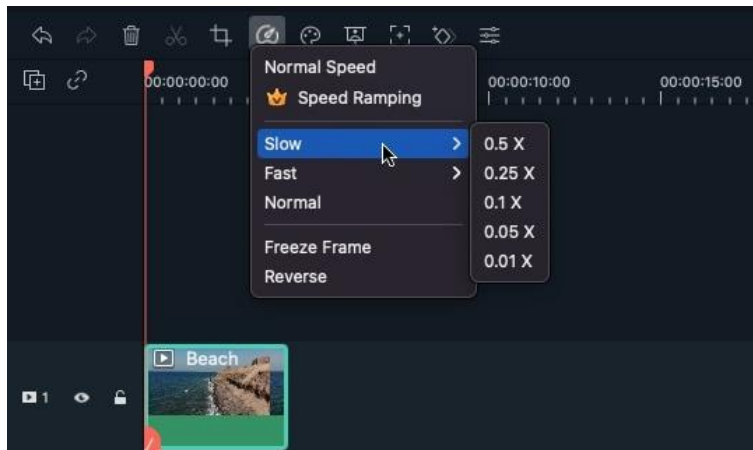 00:00:00:00
00:00:10:00
00:00:15:00
Normal Speed
Speed Ramping
Slow
Fast
Normal
Freeze Frame
Reverse
0.5 X
0.25 X
0.1 X
0.05 X
0.01 X
Beach
1